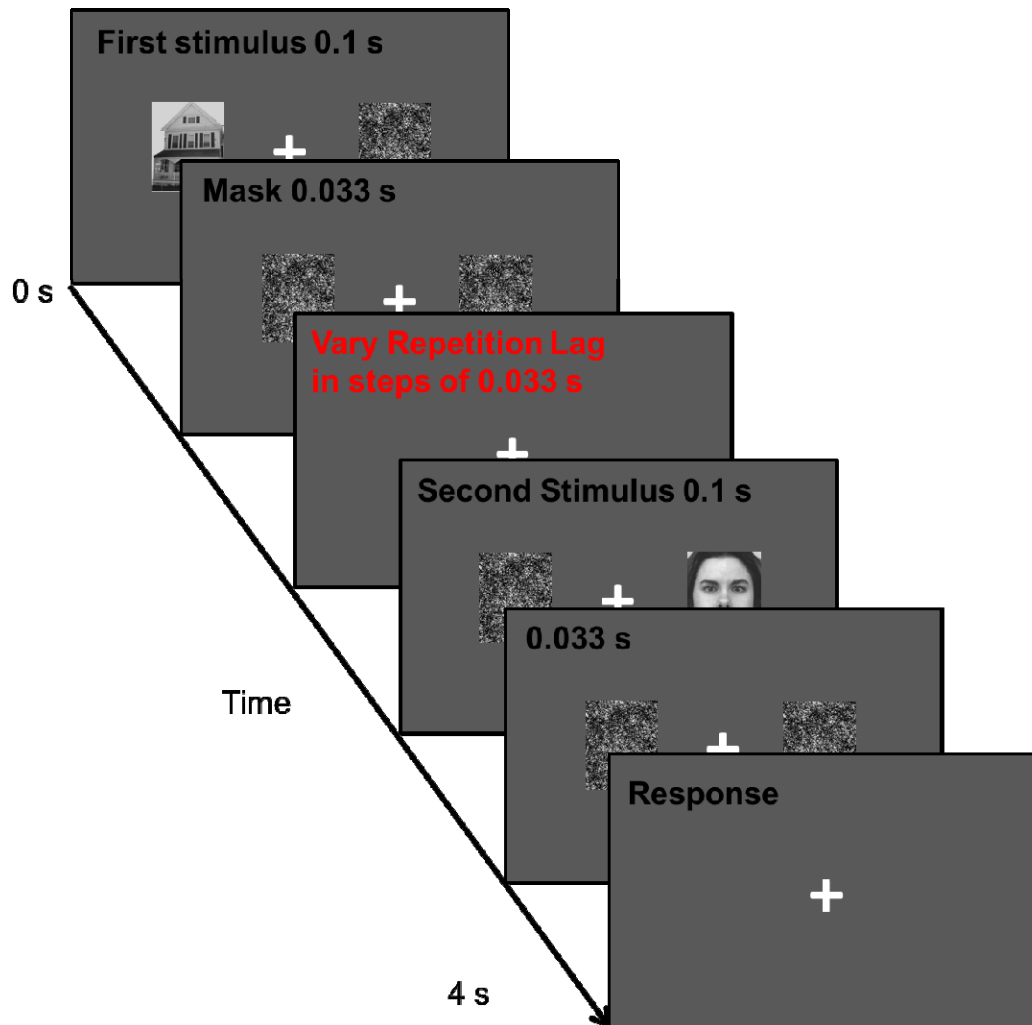 First stimulus 0.1 s
Mask 0.033 s
0 s
Vary Repetition Lag
in steps of 0.033 s
Second Stimulus 0.1 s
0.033 s
Time
Response
4 s